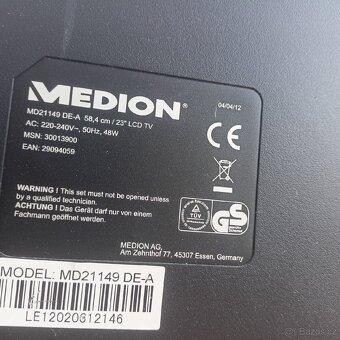 MEDION®
MD21149 DE-A 58,4 cm / 23" LCD TV
AC: 220-240V~, 50Hz, 48W
MSN: 30013900
EAN: 29094059
04/04/12
CE
WARNING ! This set must not be opened unless
by a qualified technician.
ACHTUNG ! Das Gerät darf nur von einem
Fachmann geöffnet werden.
TÜV
GS
MEDION AG,
Am Zehnthof 77, 45307 Essen, Germany
MODEL: MD21149 DE-A
LE12020612146